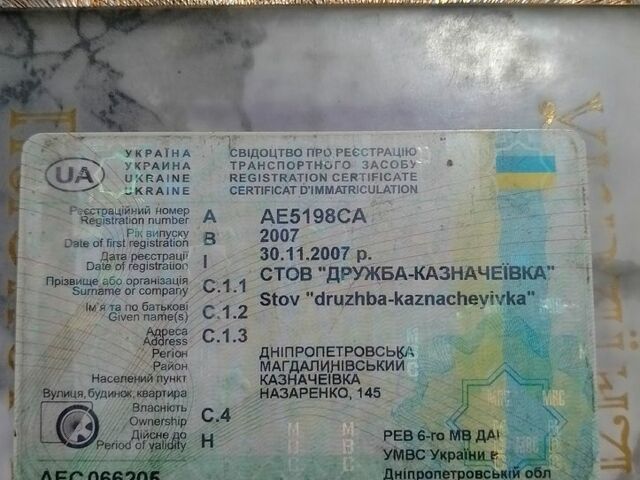 УКРАЇНА СВІДОЦТВО ПРО РЕЄСТРАЦІЮ
УКРАИНА ТРАНСПОРТНОГО ЗАСОБУ
UA UKRAINE REGISTRATION CERTIFICATE
UKRAINE CERTIFICAT D'IMMATRICULATION
Реєстраційний номер
Registration number A AE5198CA
Рік випуску
Date of first registration B 2007
Дата реєстрації
Date of registration I 30.11.2007 р.
Прізвище або організація
Surname or company C.1.1 СТОВ "ДРУЖБА-КАЗНАЧЕЇВКА"
Stov "druzhba-kaznacheyivka"
Ім'я та по батькові
Given name(s) C.1.2
Адреса
Address C.1.3
Регіон ДНІПРОПЕТРОВСЬКА
Район МАГДАЛИНІВСЬКИЙ
Населений пункт КАЗНАЧЕЇВКА
Вулиця, будинок, квартира НАЗАРЕНКО, 145
Власність
Ownership C.4
Дійсне до
Period of validity H
РЕВ 6-го МВ ДАІ
УМВС України в
Дніпропетровській обл
АЕС 066205